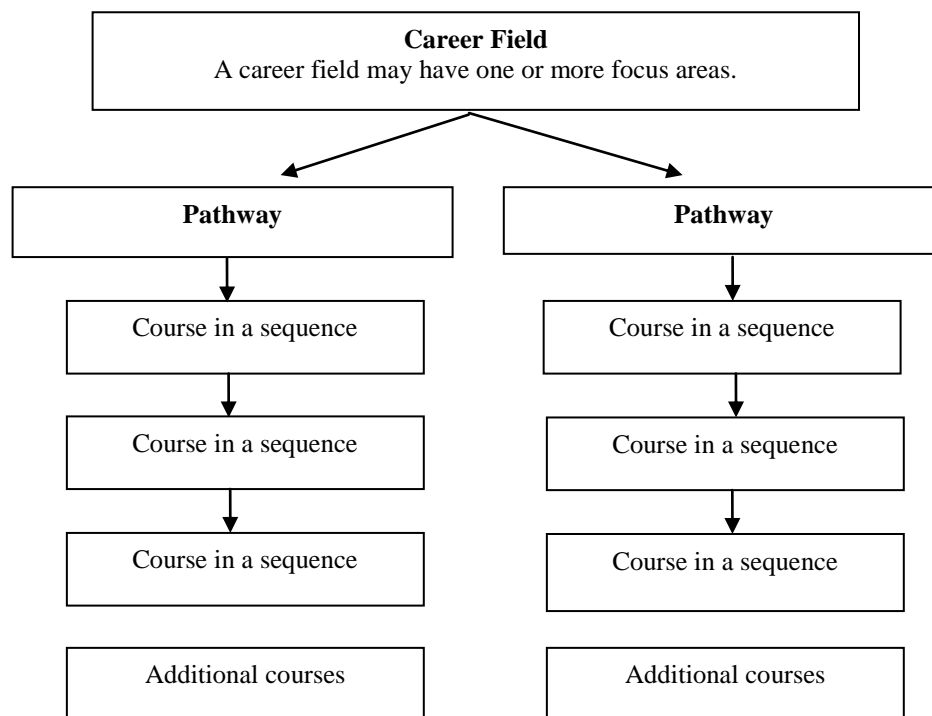 Career Field
A career field may have one or more focus areas.
Pathway
Pathway
Course in a sequence
Course in a sequence
Course in a sequence
Course in a sequence
Course in a sequence
Course in a sequence
Additional courses
Additional courses